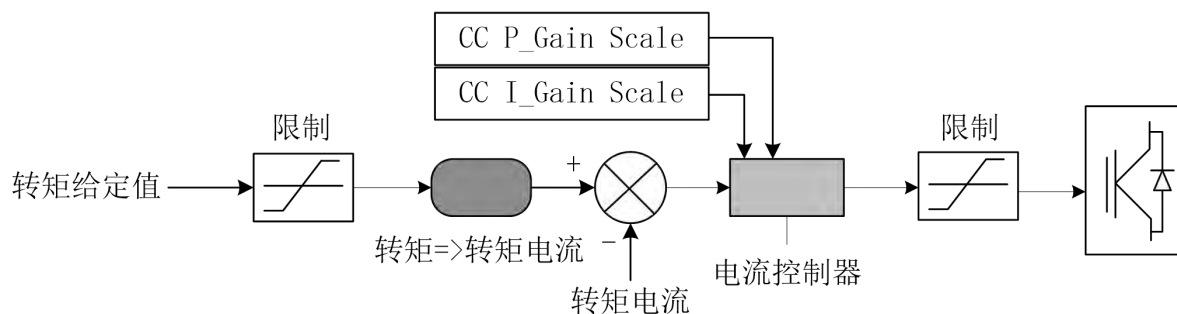 CC P_Gain Scale
CC I_Gain Scale
限制
限制
转矩给定值
+
−
转矩=>转矩电流
电流控制器
转矩电流